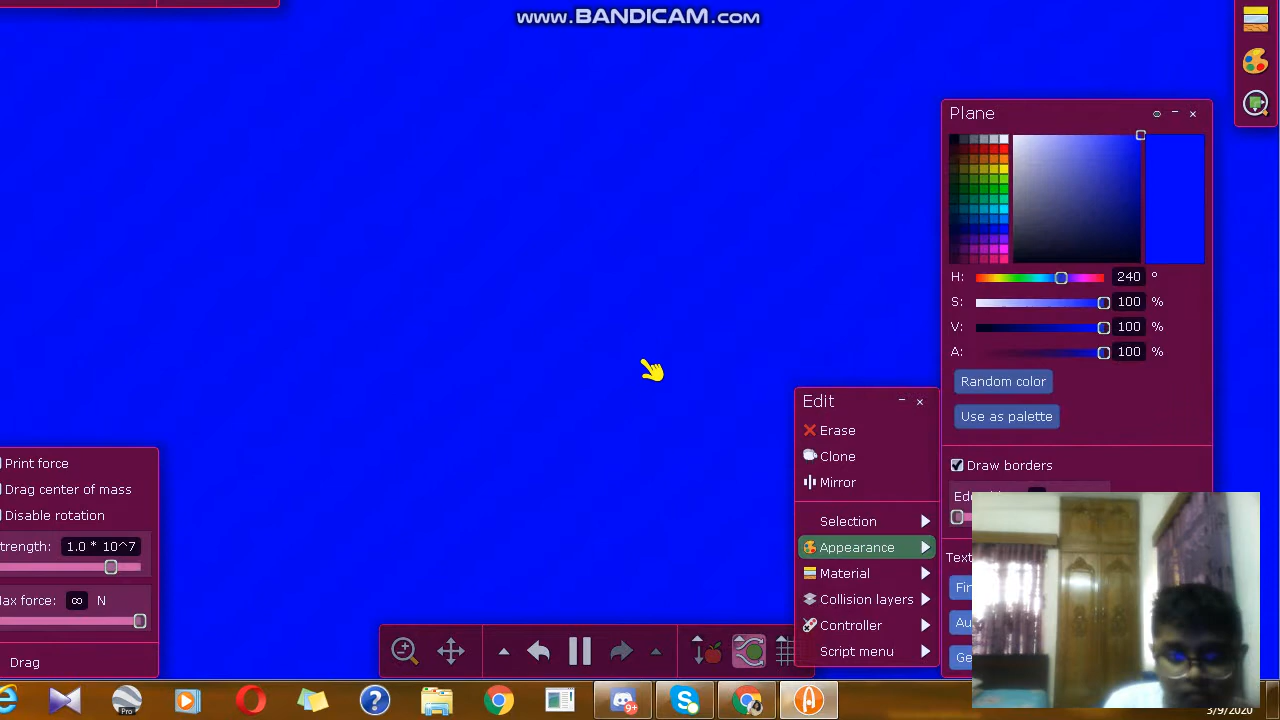 www.BANDICAM.com
Plane
H: 240 °
S: 100 %
V: 100 %
A: 100 %
Random color
Use as palette
Draw borders
Edit
Erase
Clone
Mirror
Selection
Appearance
Material
Collision layers
Controller
Script menu
Print force
Drag center of mass
Disable rotation
trength: 1.0 * 10^7
ax force: ∞ N
Drag
Pro
3/9/2020